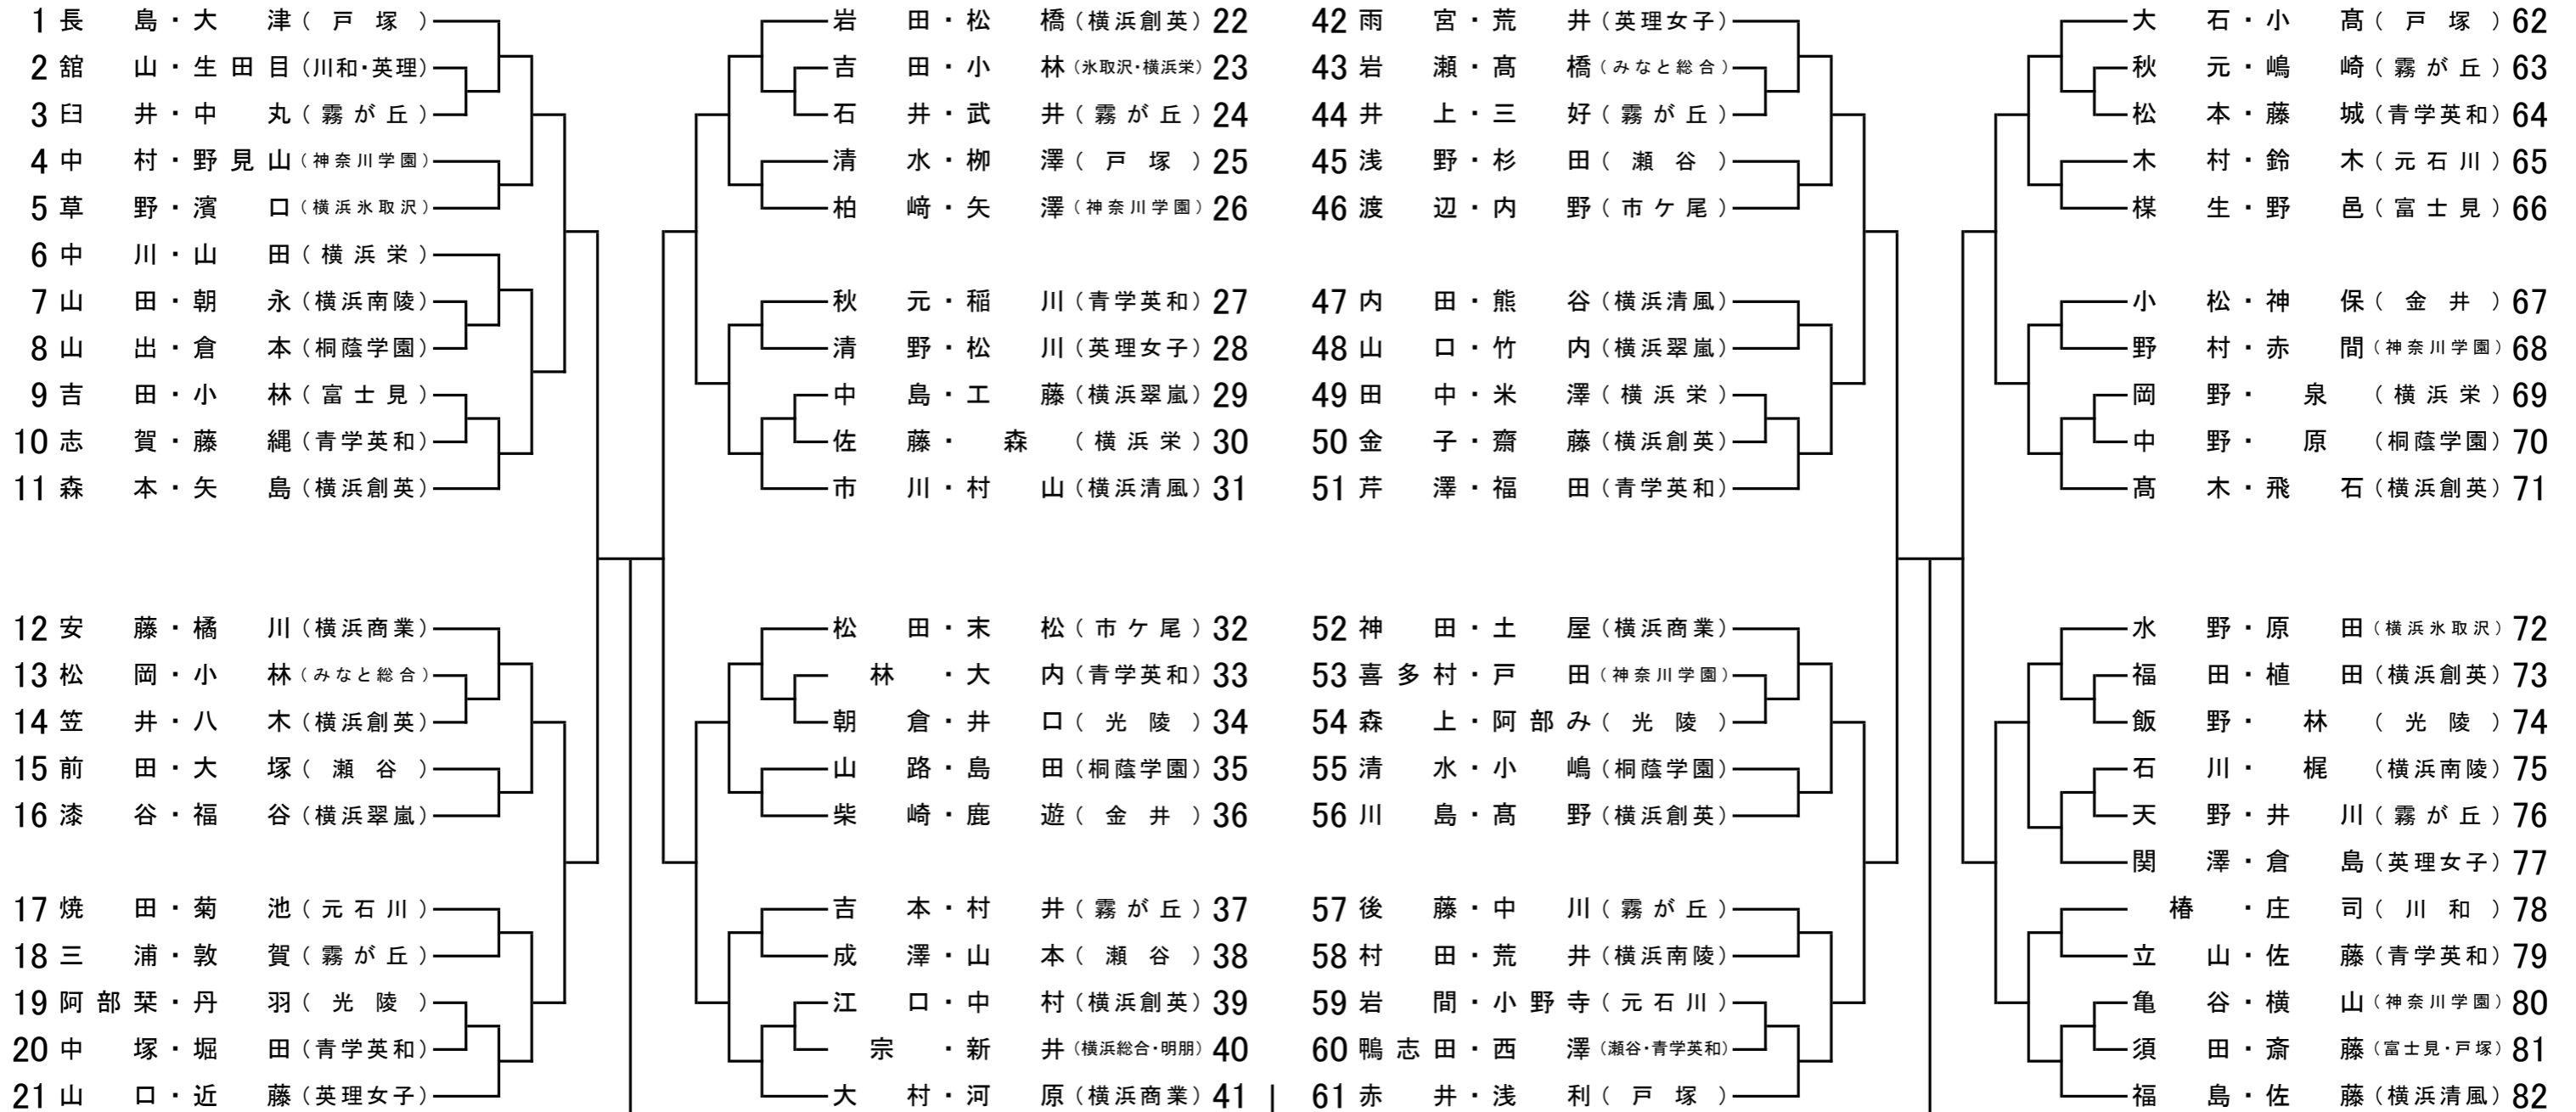 1 長島・大津(戸塚)
2 舘山・生田目(川和・英理)
3 臼井・中丸(霧が丘)
4 中村・野見山(神奈川学園)
5 草野・濱口(横浜氷取沢)
6 中川・山田(横浜栄)
7 山田・朝永(横浜南陵)
8 山出・倉本(桐蔭学園)
9 吉田・小林(富士見)
10 志賀・藤縄(青学英和)
11 森本・矢島(横浜創英)
12 安藤・橘川(横浜商業)
13 松岡・小林(みなと総合)
14 笠井・八木(横浜創英)
15 前田・大塚(瀬谷)
16 漆谷・福谷(横浜翠嵐)
17 焼田・菊池(元石川)
18 三浦・敦賀(霧が丘)
19 阿部栞・丹羽(光陵)
20 中塚・堀田(青学英和)
21 山口・近藤(英理女子)
岩田・松橋(横浜創英) 22
吉田・小林(氷取沢・横浜栄) 23
石井・武井(霧が丘) 24
清水・栁澤(戸塚) 25
柏﨑・矢澤(神奈川学園) 26
秋元・稲川(青学英和) 27
清野・松川(英理女子) 28
中島・工藤(横浜翠嵐) 29
佐藤・森(横浜栄) 30
市川・村山(横浜清風) 31
松田・末松(市ケ尾) 32
林・大内(青学英和) 33
朝倉・井口(光陵) 34
山路・島田(桐蔭学園) 35
柴崎・鹿遊(金井) 36
吉本・村井(霧が丘) 37
成澤・山本(瀬谷) 38
江口・中村(横浜創英) 39
宗・新井(横浜総合・明朋) 40
大村・河原(横浜商業) 41
42 雨宮・荒井(英理女子)
43 岩瀬・髙橋(みなと総合)
44 井上・三好(霧が丘)
45 浅野・杉田(瀬谷)
46 渡辺・内野(市ケ尾)
47 内田・熊谷(横浜清風)
48 山口・竹内(横浜翠嵐)
49 田中・米澤(横浜栄)
50 金子・齋藤(横浜創英)
51 芹澤・福田(青学英和)
52 神田・土屋(横浜商業)
53 喜多村・戸田(神奈川学園)
54 森上・阿部み(光陵)
55 清水・小嶋(桐蔭学園)
56 川島・髙野(横浜創英)
57 後藤・中川(霧が丘)
58 村田・荒井(横浜南陵)
59 岩間・小野寺(元石川)
60 鴨志田・西澤(瀬谷・青学英和)
61 赤井・浅利(戸塚)
大石・小髙(戸塚) 62
秋元・嶋崎(霧が丘) 63
松本・藤城(青学英和) 64
木村・鈴木(元石川) 65
楳生・野邑(富士見) 66
小松・神保(金井) 67
野村・赤間(神奈川学園) 68
岡野・泉(横浜栄) 69
中野・原(桐蔭学園) 70
髙木・飛石(横浜創英) 71
水野・原田(横浜氷取沢) 72
福田・植田(横浜創英) 73
飯野・林(光陵) 74
石川・梶(横浜南陵) 75
天野・井川(霧が丘) 76
関澤・倉島(英理女子) 77
椿・庄司(川和) 78
立山・佐藤(青学英和) 79
亀谷・横山(神奈川学園) 80
須田・斎藤(富士見・戸塚) 81
福島・佐藤(横浜清風) 82